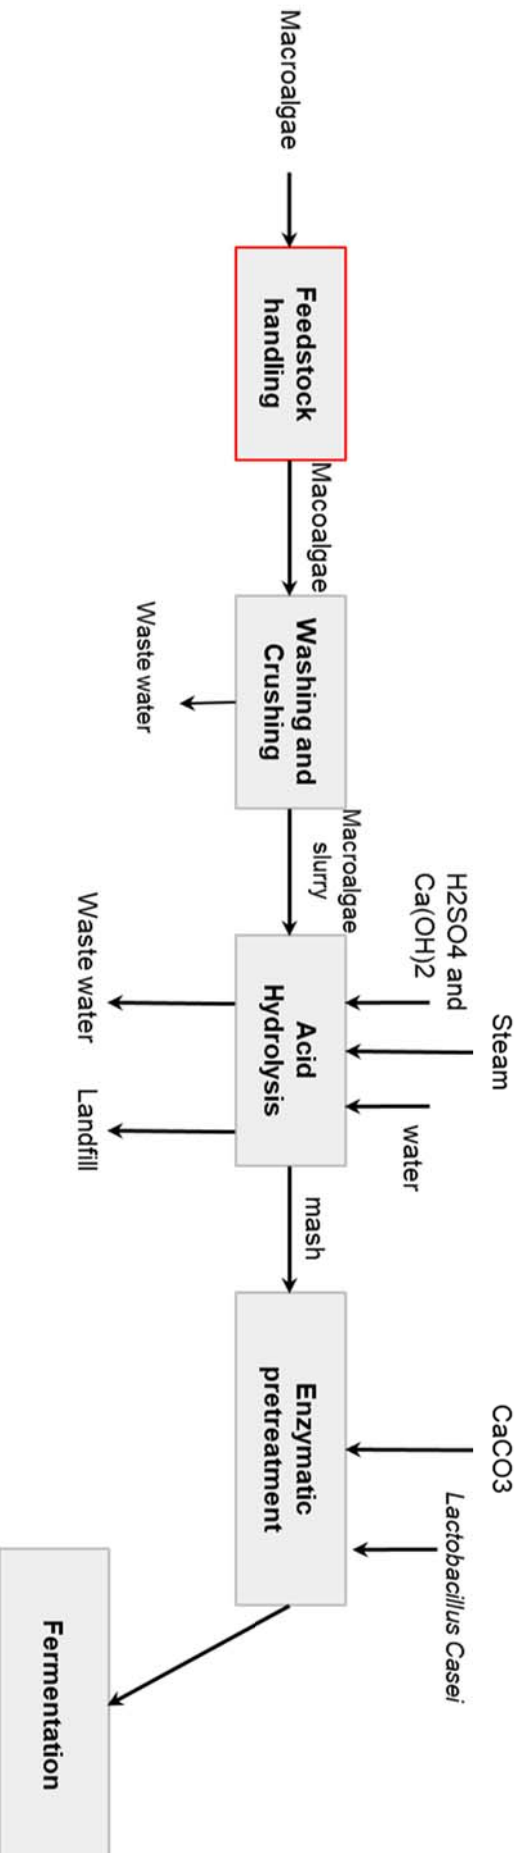 Macroalgae
Feedstock
handling
Macoalgae
Washing and
Crushing
Waste water
Macroalgae
slurry
H2SO4 and
Ca(OH)2
Steam
water
Acid
Hydrolysis
Waste water
Landfill
mash
CaCO3
Lactobacillus Casei
Enzymatic
pretreatment
Fermentation